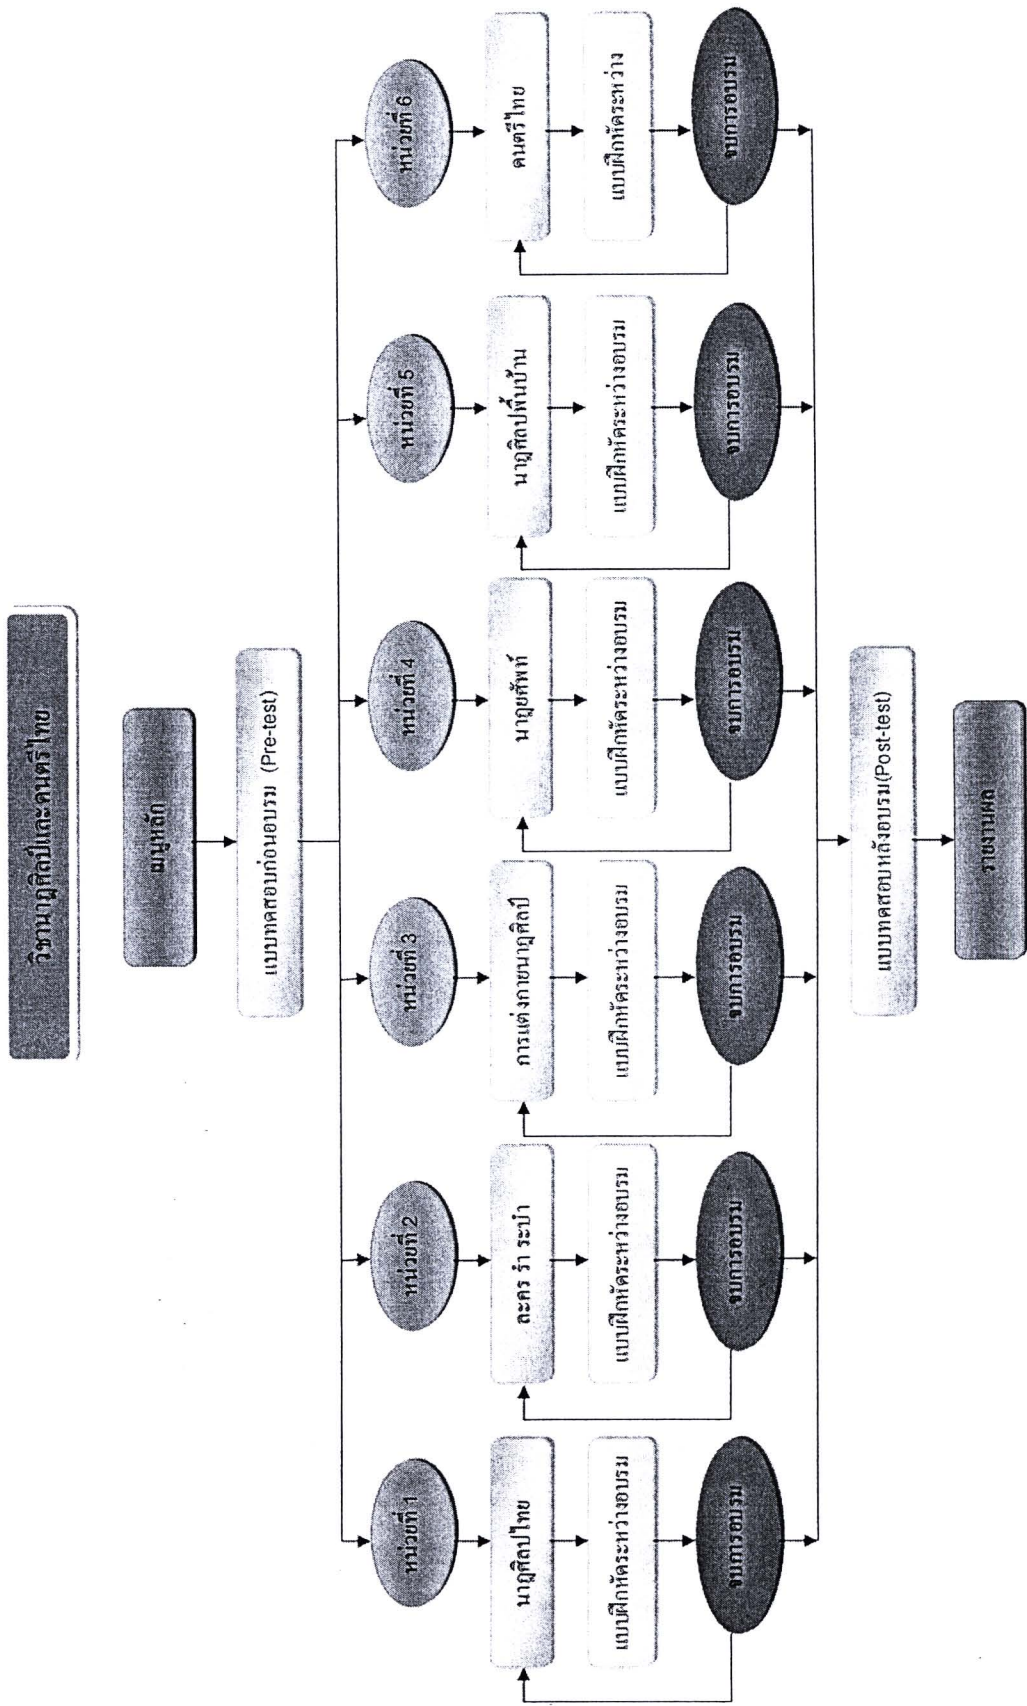 วิชานาฏศิลป์และดนตรีไทย
เมนูหลัก
แบบทดสอบก่อนอบรม (Pre-test)
หน่วยที่ 1
หน่วยที่ 2
หน่วยที่ 3
หน่วยที่ 4
หน่วยที่ 5
หน่วยที่ 6
นาฏศิลปไทย
ละคร รำ ระบำ
การแต่งกายนาฏศิลป์
นาฏยศัพท์
นาฏศิลปพื้นบ้าน
ดนตรีไทย
แบบฝึกหัดระหว่างอบรม
แบบฝึกหัดระหว่างอบรม
แบบฝึกหัดระหว่างอบรม
แบบฝึกหัดระหว่างอบรม
แบบฝึกหัดระหว่างอบรม
แบบฝึกหัดระหว่าง
จบการอบรม
จบการอบรม
จบการอบรม
จบการอบรม
จบการอบรม
จบการอบรม
แบบทดสอบหลังอบรม(Post-test)
รายงานผล